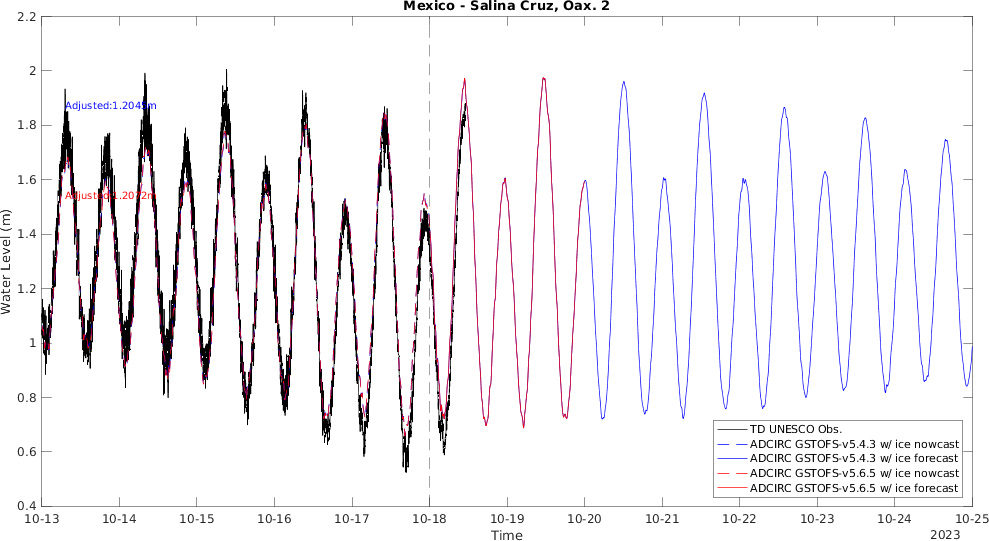 Mexico - Salina Cruz, Oax. 2
2.2
2
1.8
1.6
1.4
1.2
1
0.8
0.6
0.4
Water Level (m)
Adjusted:1.2045m
Adjusted:1.2072m
TD UNESCO Obs.
ADCIRC GSTOFS-v5.4.3 w/ ice nowcast
ADCIRC GSTOFS-v5.4.3 w/ ice forecast
ADCIRC GSTOFS-v5.6.5 w/ ice nowcast
ADCIRC GSTOFS-v5.6.5 w/ ice forecast
10-13 10-14 10-15 10-16 10-17 10-18 10-19 10-20 10-21 10-22 10-23 10-24 10-25
Time
2023